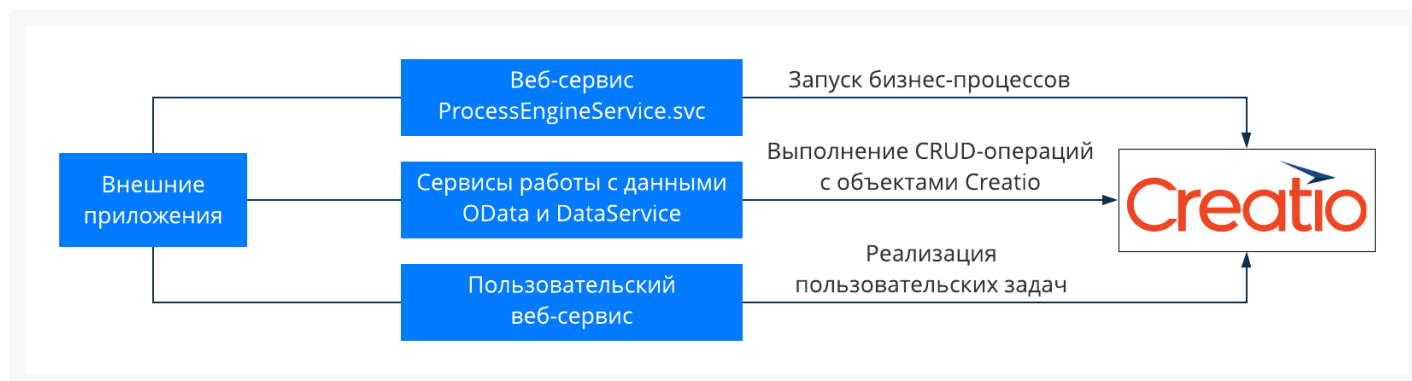 Веб-сервис
ProcessEngineService.svc
Запуск бизнес-процессов
Внешние
приложения
Сервисы работы с данными
OData и DataService
Выполнение CRUD-операций
с объектами Creatio
Creatio
Пользовательский
веб-сервис
Реализация
пользовательских задач